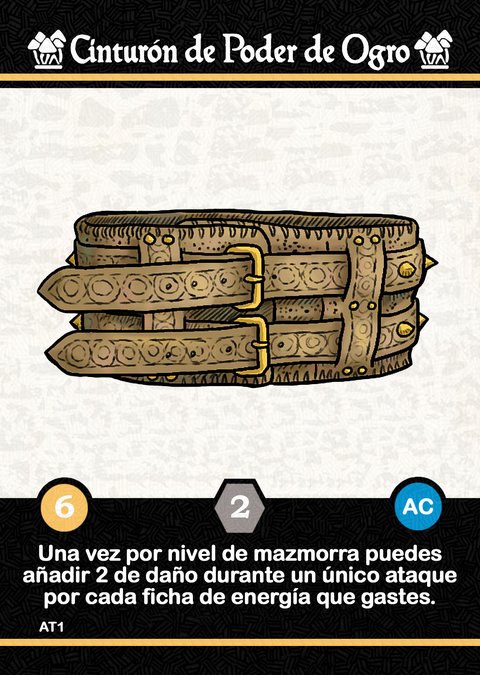 Cinturón de Poder de Ogro
6
2
AC
Una vez por nivel de mazmorra puedes
añadir 2 de daño durante un único ataque
por cada ficha de energía que gastes.
AT1